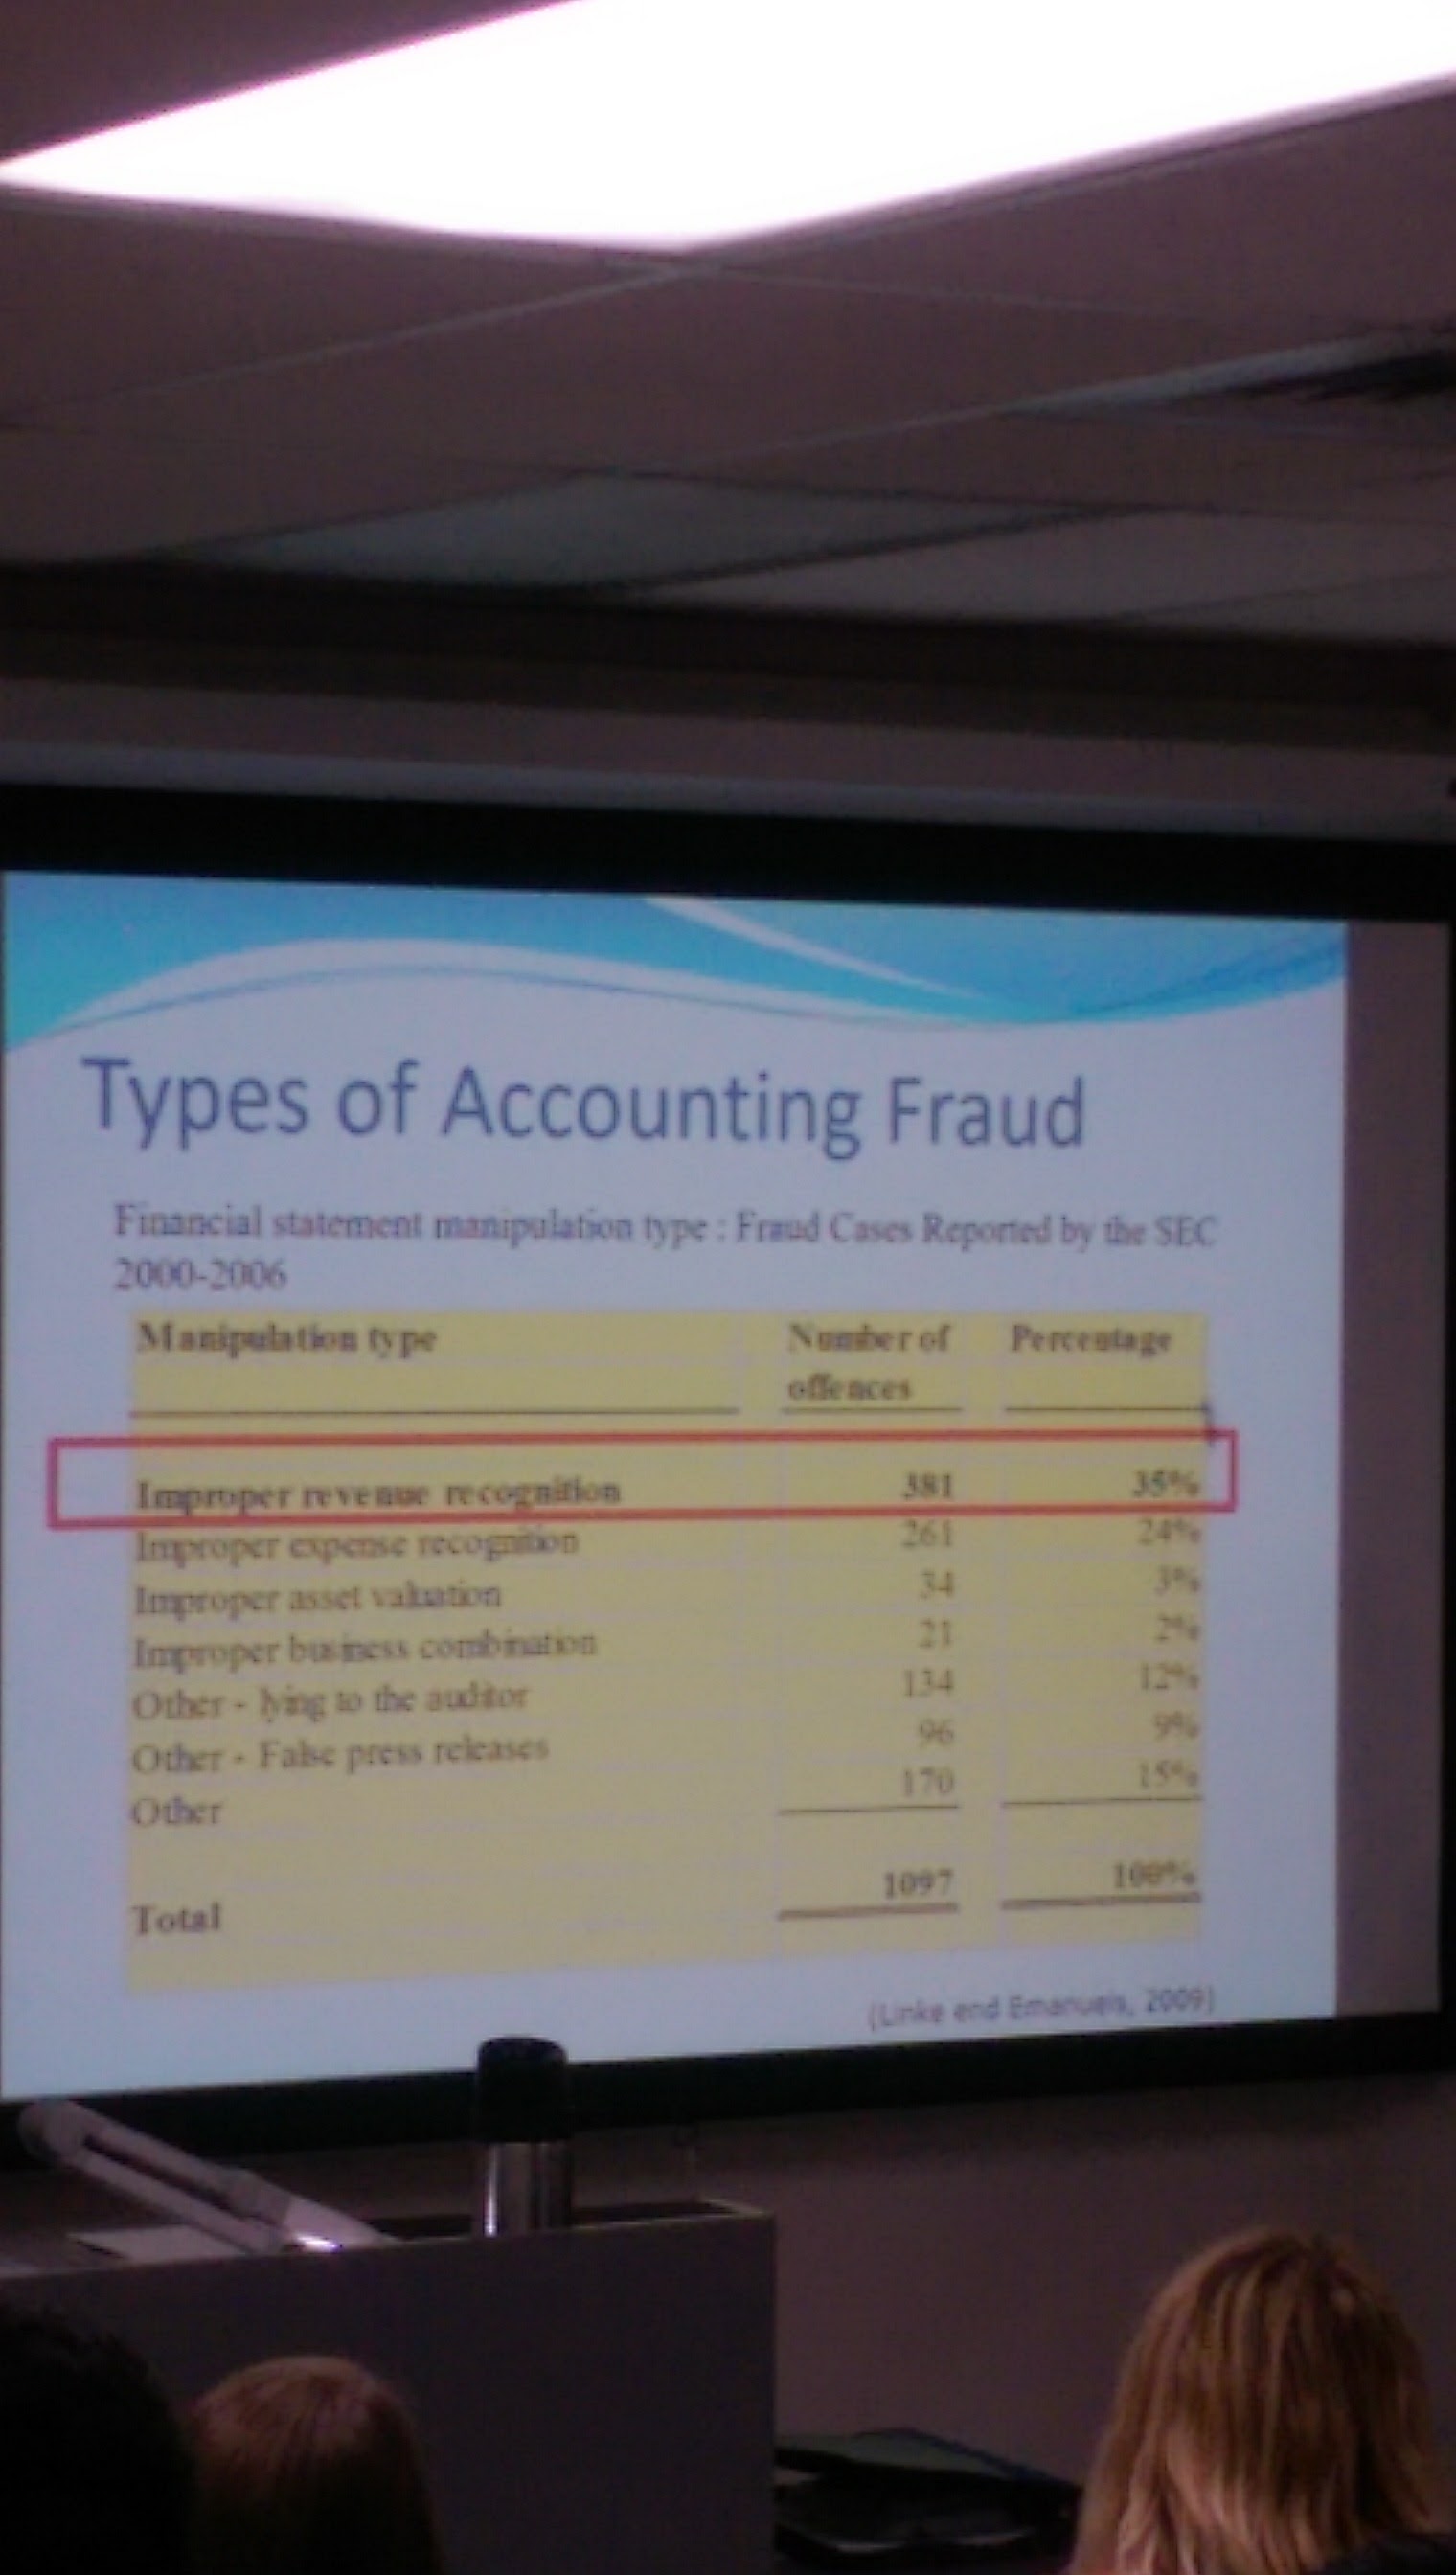 Types of Accounting Fraud
Financial statement manipulation type : Fraud Cases Reported by the SEC
2000-2006
Manipulation type Number of Percentage
offences
Improper revenue recognition 381 35%
Improper expense recognition 261 24%
Improper asset valuation 34 3%
Improper business combination 21 2%
Other - lying to the auditor 134 12%
Other - False press releases 96 9%
Other 170 15%
Total 1097 100%
(Linke end Emanuels, 2009)